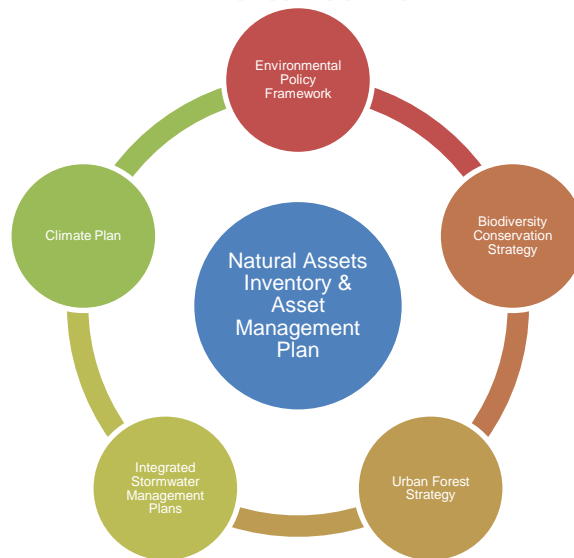 Environmental
Policy
Framework
Biodiversity
Conservation
Strategy
Climate Plan
Natural Assets
Inventory &
Asset
Management
Plan
Integrated
Stormwater
Management
Plans
Urban Forest
Strategy